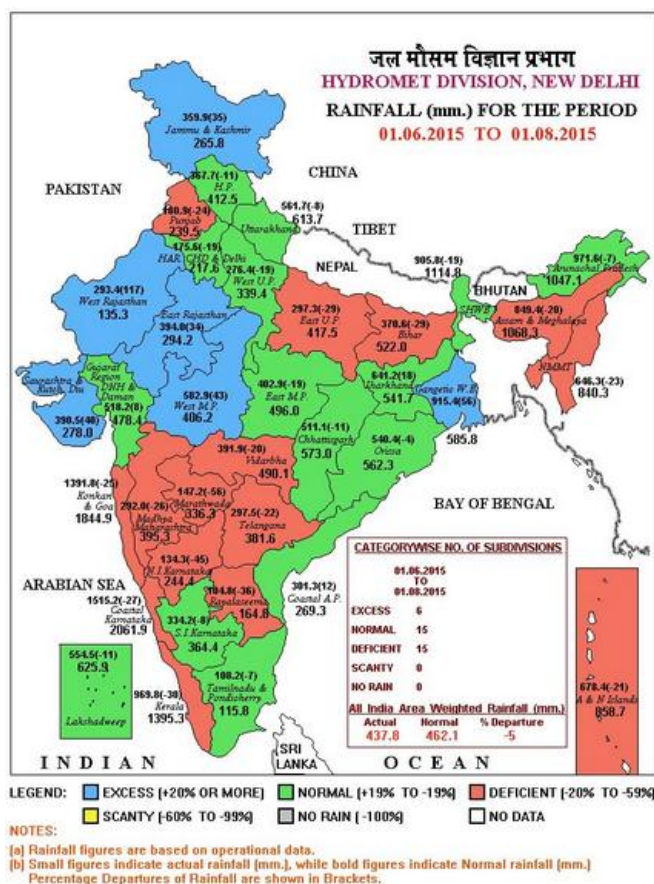 जल मौसम विज्ञान प्रभाग
HYDROMET DIVISION, NEW DELHI
RAINFALL (mm.) FOR THE PERIOD
01.06.2015 TO 01.08.2015
359.9(35)
Jammu & Kashmir
265.8
CHINA
367.7(-11)
H.P.
412.5
PAKISTAN
180.9(-24)
Punjab
239.5
561.7(-8)
613.7
Uttarakhand
TIBET
175.6(-19)
HAR. CHD & Delhi
217.6
NEPAL
276.4(-19)
West U.P.
339.4
905.8(-19)
1114.8
BHUTAN
971.6(-7)
Arunachal Pradesh
1047.1
293.4(117)
West Rajasthan
135.3
East Rajasthan
394.0(34)
294.2
297.3(-29)
East U.P.
417.5
370.6(-29)
Bihar
522.0
SHWB
849.4(-20)
Assam & Meghalaya
1068.3
NMMT
646.3(-23)
840.3
Saurashtra &
Kutch, Diu
390.5(40)
278.0
Gujarat
Region
DNH &
Daman
518.2(8)
478.4
582.9(43)
West M.P.
406.2
402.9(-19)
East M.P.
496.0
641.2(18)
Jharkhand
541.7
Gangetic W.B.
915.4(56)
585.8
511.1(-11)
Chhattisgarh
573.0
540.4(-4)
Orissa
562.3
391.9(-20)
Vidarbha
490.1
1391.8(-25)
Konkan
& Goa
1844.9
292.0(-26)
Madhya
Maharashtra
395.3
147.2(-56)
Marathwada
336.3
297.5(-22)
Telangana
381.6
BAY OF BENGAL
134.3(-45)
N.I.Karnataka
244.4
ARABIAN SEA
1515.2(-27)
Coastal
Karnataka
2061.9
104.8(-36)
Rayalaseema
164.8
301.3(12)
Coastal A.P.
269.3
334.2(-8)
S.I.Karnataka
364.4
554.5(-11)
625.9
Lakshadweep
108.2(-7)
Tamilnadu &
Pondicherry
115.8
969.8(-30)
Kerala
1395.3
CATEGORYWISE NO. OF SUBDIVISIONS
01.06.2015
TO
01.08.2015
EXCESS 6
NORMAL 15
DEFICIENT 15
SCANTY 0
NO RAIN 0
All India Area Weighted Rainfall (mm.)
Actual Normal % Departure
437.8 462.1 -5
678.4(-21)
A & N Islands
858.7
SRI
LANKA
INDIAN OCEAN
LEGEND: EXCESS (+20% OR MORE) NORMAL (+19% TO -19%) DEFICIENT (-20% TO -59%)
SCANTY (-60% TO -99%) NO RAIN (-100%) NO DATA
NOTES:
(a) Rainfall figures are based on operational data.
(b) Small figures indicate actual rainfall (mm.), while bold figures indicate Normal rainfall (mm.)
Percentage Departures of Rainfall are shown in Brackets.